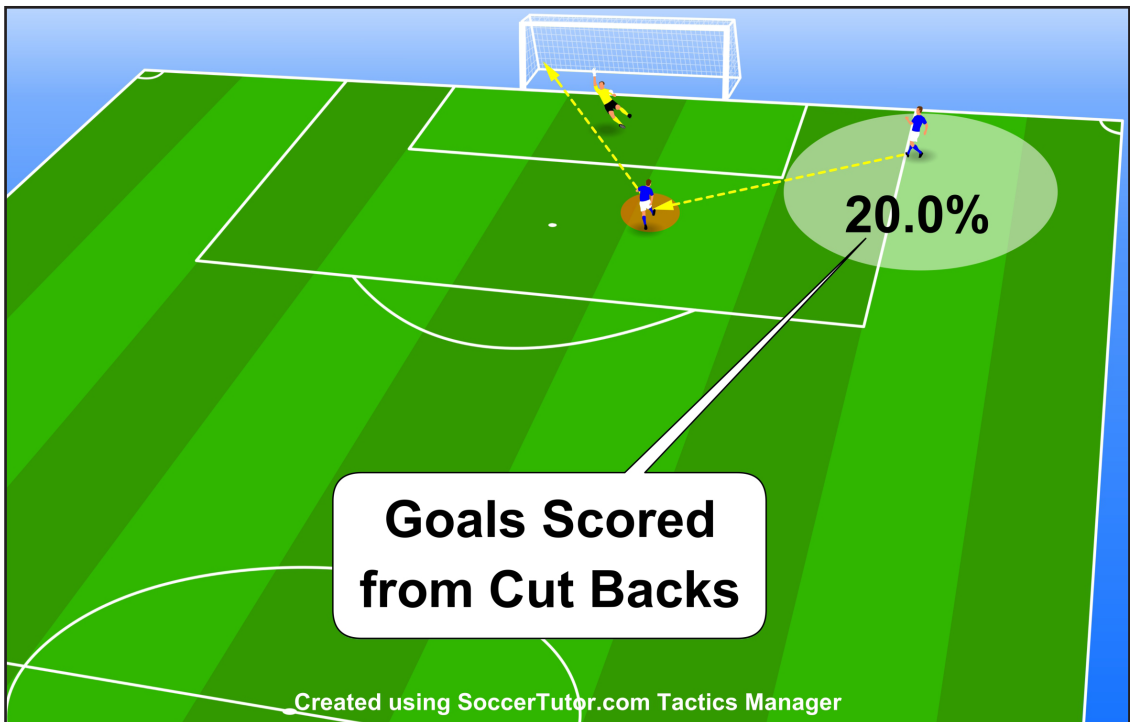 20.0%
Goals Scored
from Cut Backs
Created using SoccerTutor.com Tactics Manager